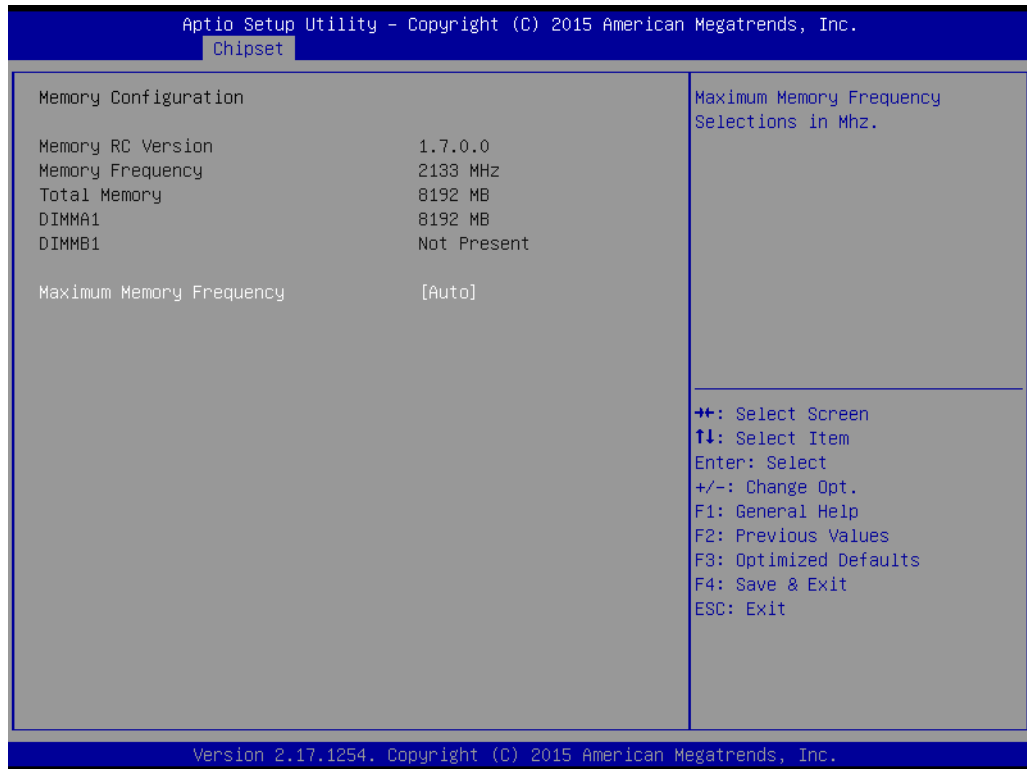 Aptio Setup Utility – Copyright (C) 2015 American Megatrends, Inc.
Chipset
Memory Configuration
Memory RC Version 1.7.0.0
Memory Frequency 2133 MHz
Total Memory 8192 MB
DIMMA1 8192 MB
DIMMB1 Not Present
Maximum Memory Frequency [Auto]
Maximum Memory Frequency
Selections in Mhz.
→←: Select Screen
↑↓: Select Item
Enter: Select
+/-: Change Opt.
F1: General Help
F2: Previous Values
F3: Optimized Defaults
F4: Save & Exit
ESC: Exit
Version 2.17.1254. Copyright (C) 2015 American Megatrends, Inc.